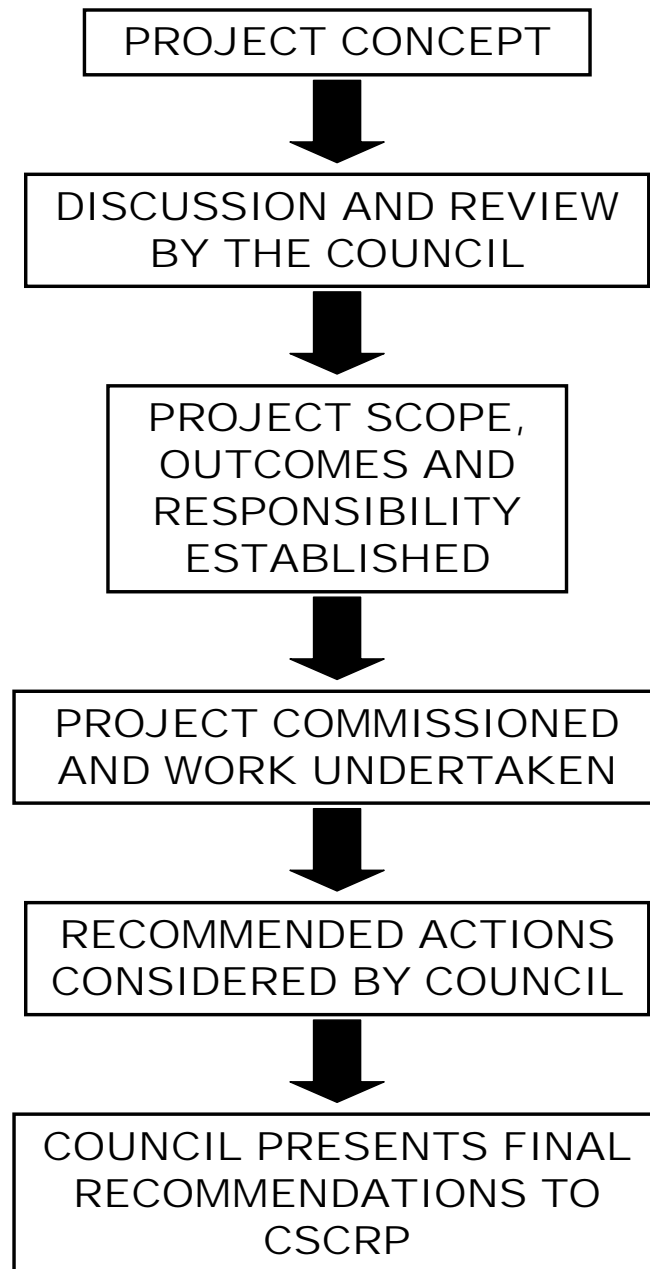 PROJECT CONCEPT
DISCUSSION AND REVIEW
BY THE COUNCIL
PROJECT SCOPE,
OUTCOMES AND
RESPONSIBILITY
ESTABLISHED
PROJECT COMMISSIONED
AND WORK UNDERTAKEN
RECOMMENDED ACTIONS
CONSIDERED BY COUNCIL
COUNCIL PRESENTS FINAL
RECOMMENDATIONS TO
CSCRP